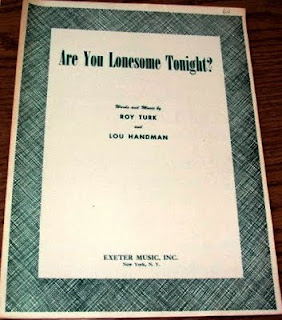 Are You Lonesome Tonight?
Words and Music by
ROY TURK
and
LOU HANDMAN
EXETER MUSIC, INC.
New York, N. Y.